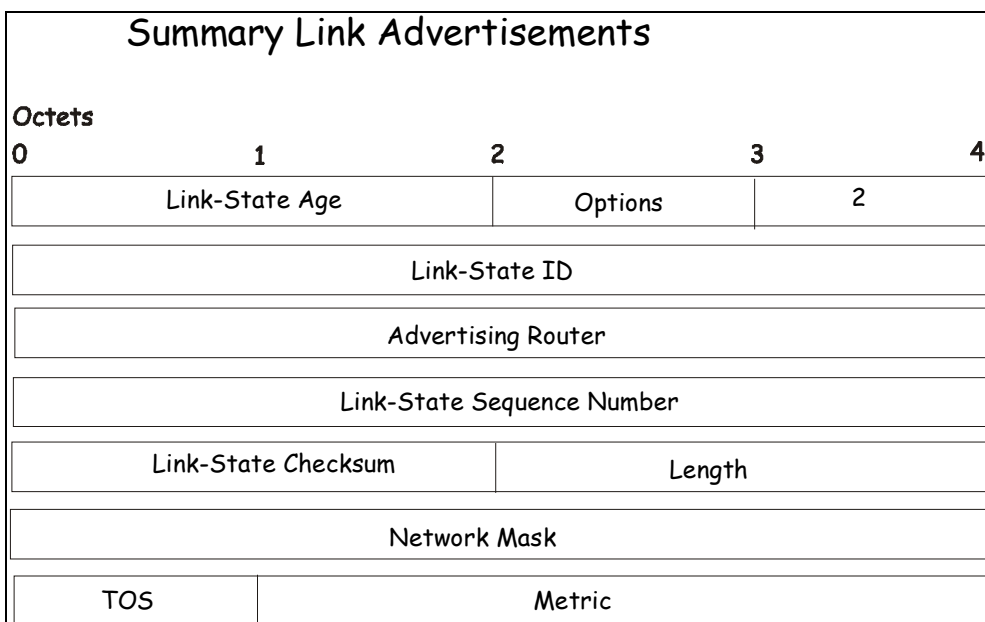 Summary Link Advertisements
Octets
0 1 2 3 4
Link-State Age Options 2
Link-State ID
Advertising Router
Link-State Sequence Number
Link-State Checksum Length
Network Mask
TOS Metric